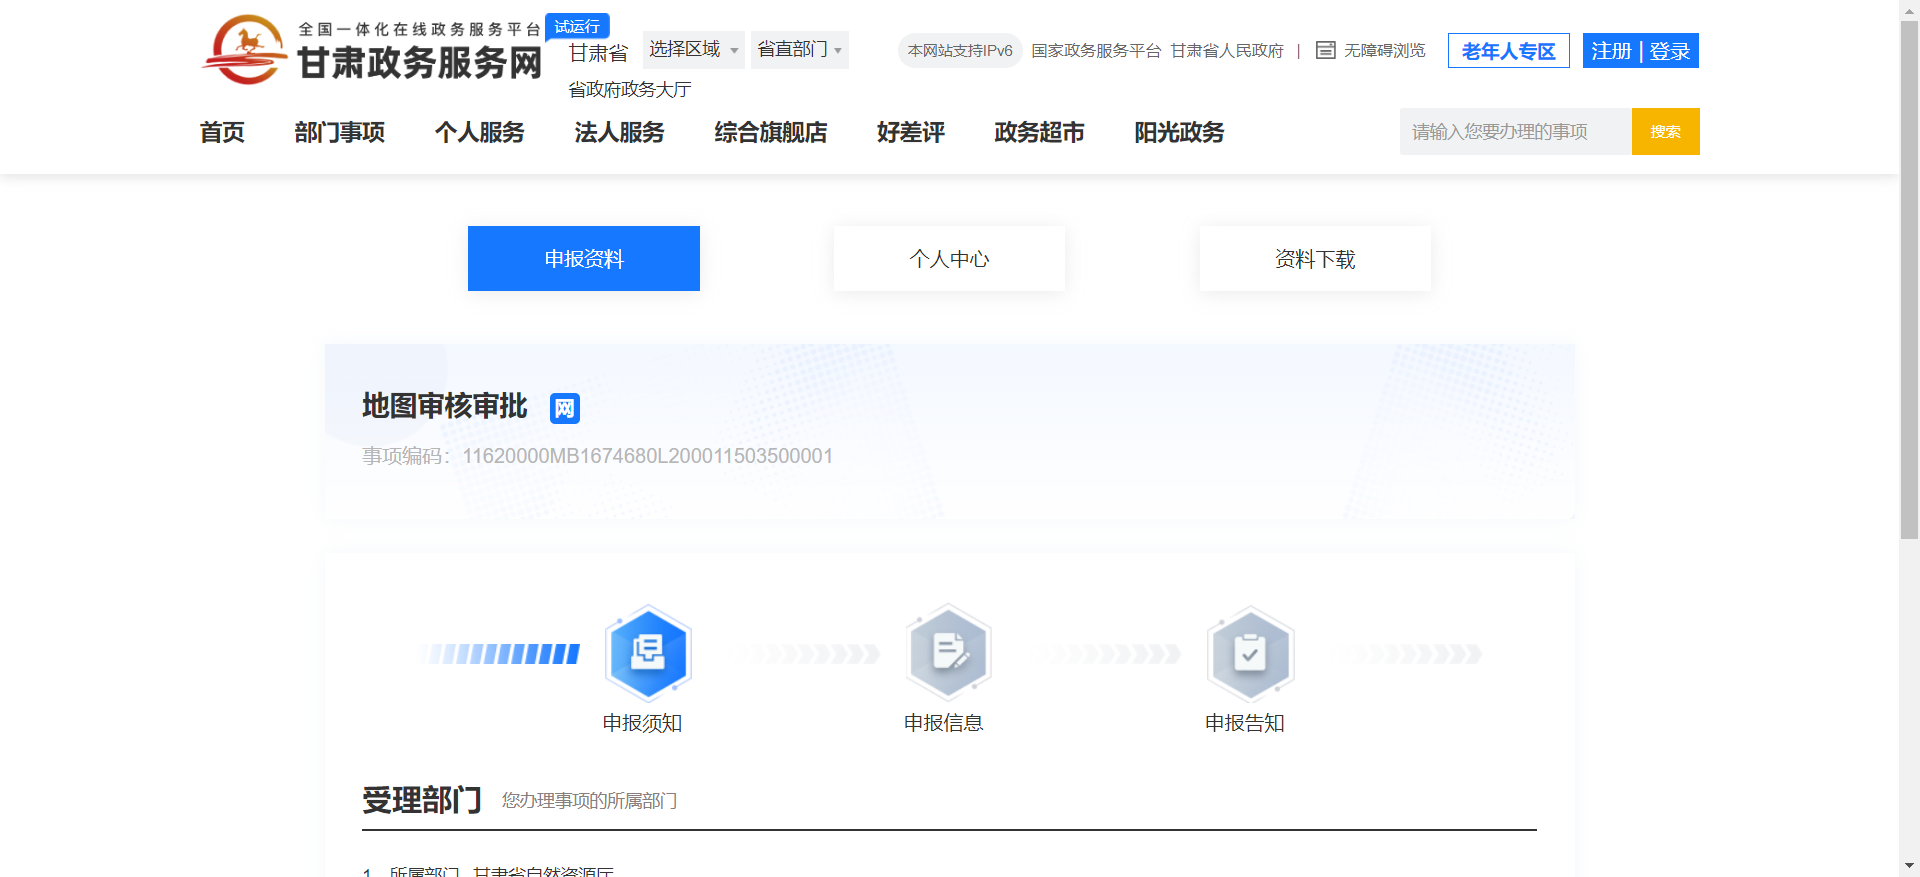 全国一体化在线政务服务平台
试运行
甘肃政务服务网
甘肃省 选择区域 省直部门
省政府政务大厅
本网站支持IPv6 国家政务服务平台 甘肃省人民政府 | 无障碍浏览 老年人专区 注册 | 登录
首页 部门事项 个人服务 法人服务 综合旗舰店 好差评 政务超市 阳光政务
请输入您要办理的事项 搜索
申报资料 个人中心 资料下载
地图审核审批 网
事项编码：11620000MB1674680L200011503500001
申报须知 申报信息 申报告知
受理部门 您办理事项的所属部门
1、所属部门 甘肃省自然资源厅